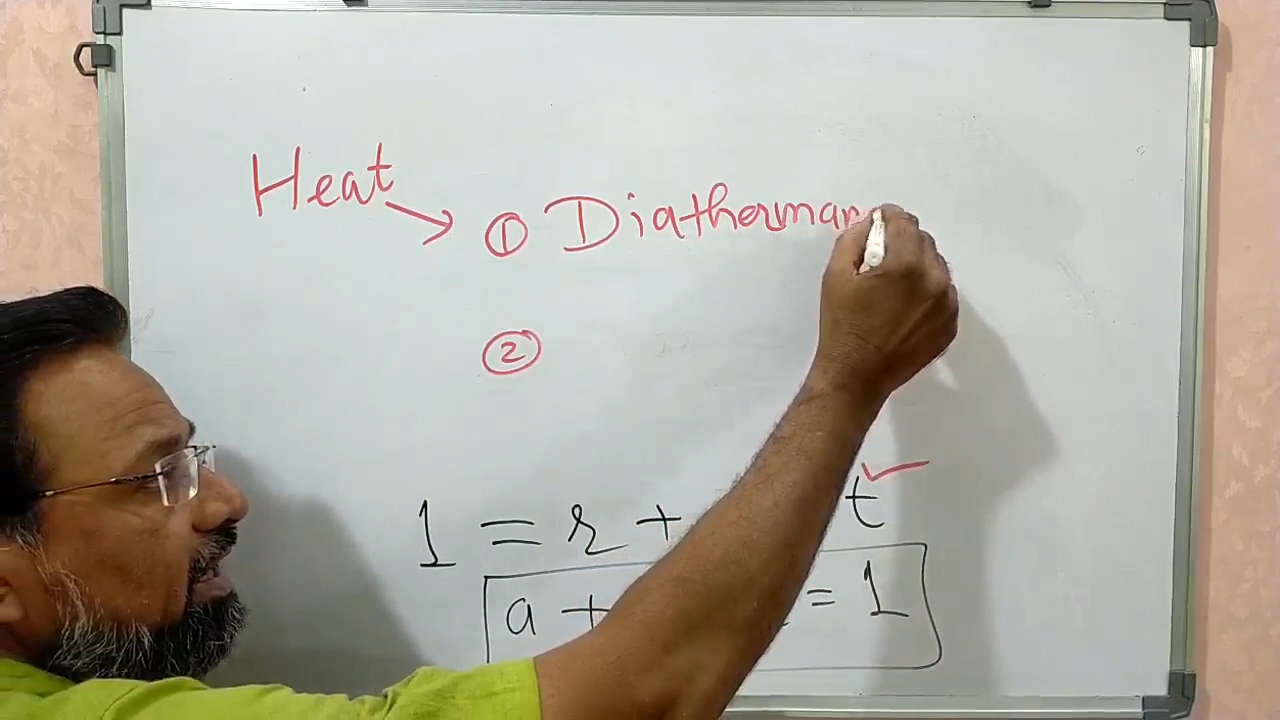 Heat → ① Diatherman
②
1 = r + t ✓
a + = 1